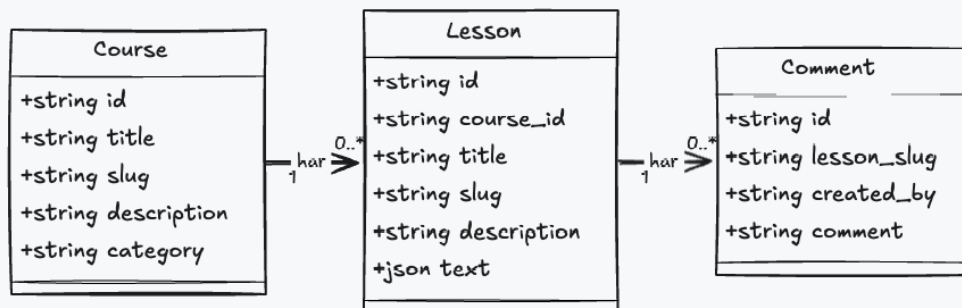 Course
+string id
+string title
+string slug
+string description
+string category
har
1
0..*
Lesson
+string id
+string course_id
+string title
+string slug
+string description
+json text
har
1
0..*
Comment
+string id
+string lesson_slug
+string created_by
+string comment